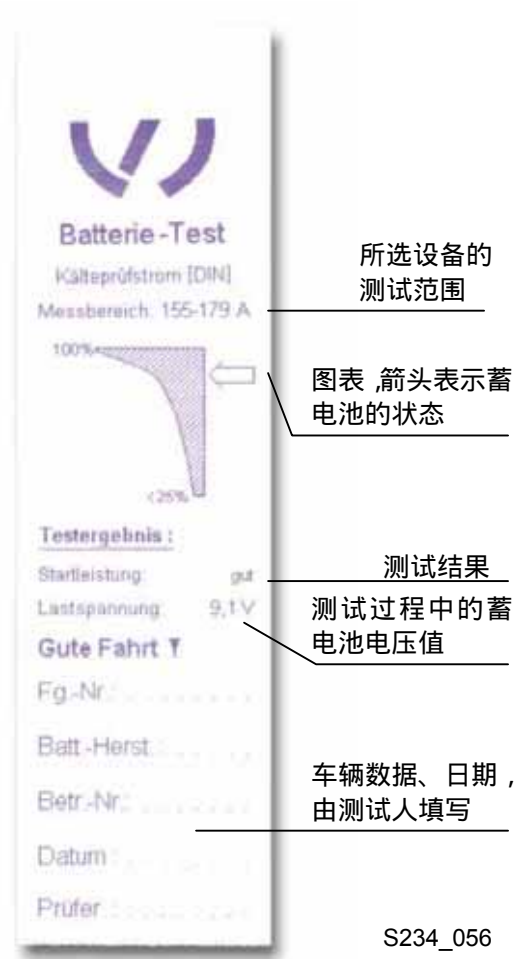 Batterie-Test
Kälteprüfstrom [DIN]
Messbereich: 155-179 A
所选设备的
测试范围
100%
图表,箭头表示蓄
电池的状态
<25%
Testergebnis :
Startleistung: gut
测试结果
Lastspannung: 9,1 V
测试过程中的蓄
电池电压值
Gute Fahrt !
Fg.-Nr.:
Batt.-Herst.:
Betr.-Nr.:
车辆数据、日期,
由测试人填写
Datum :
Prüfer :
S234_056